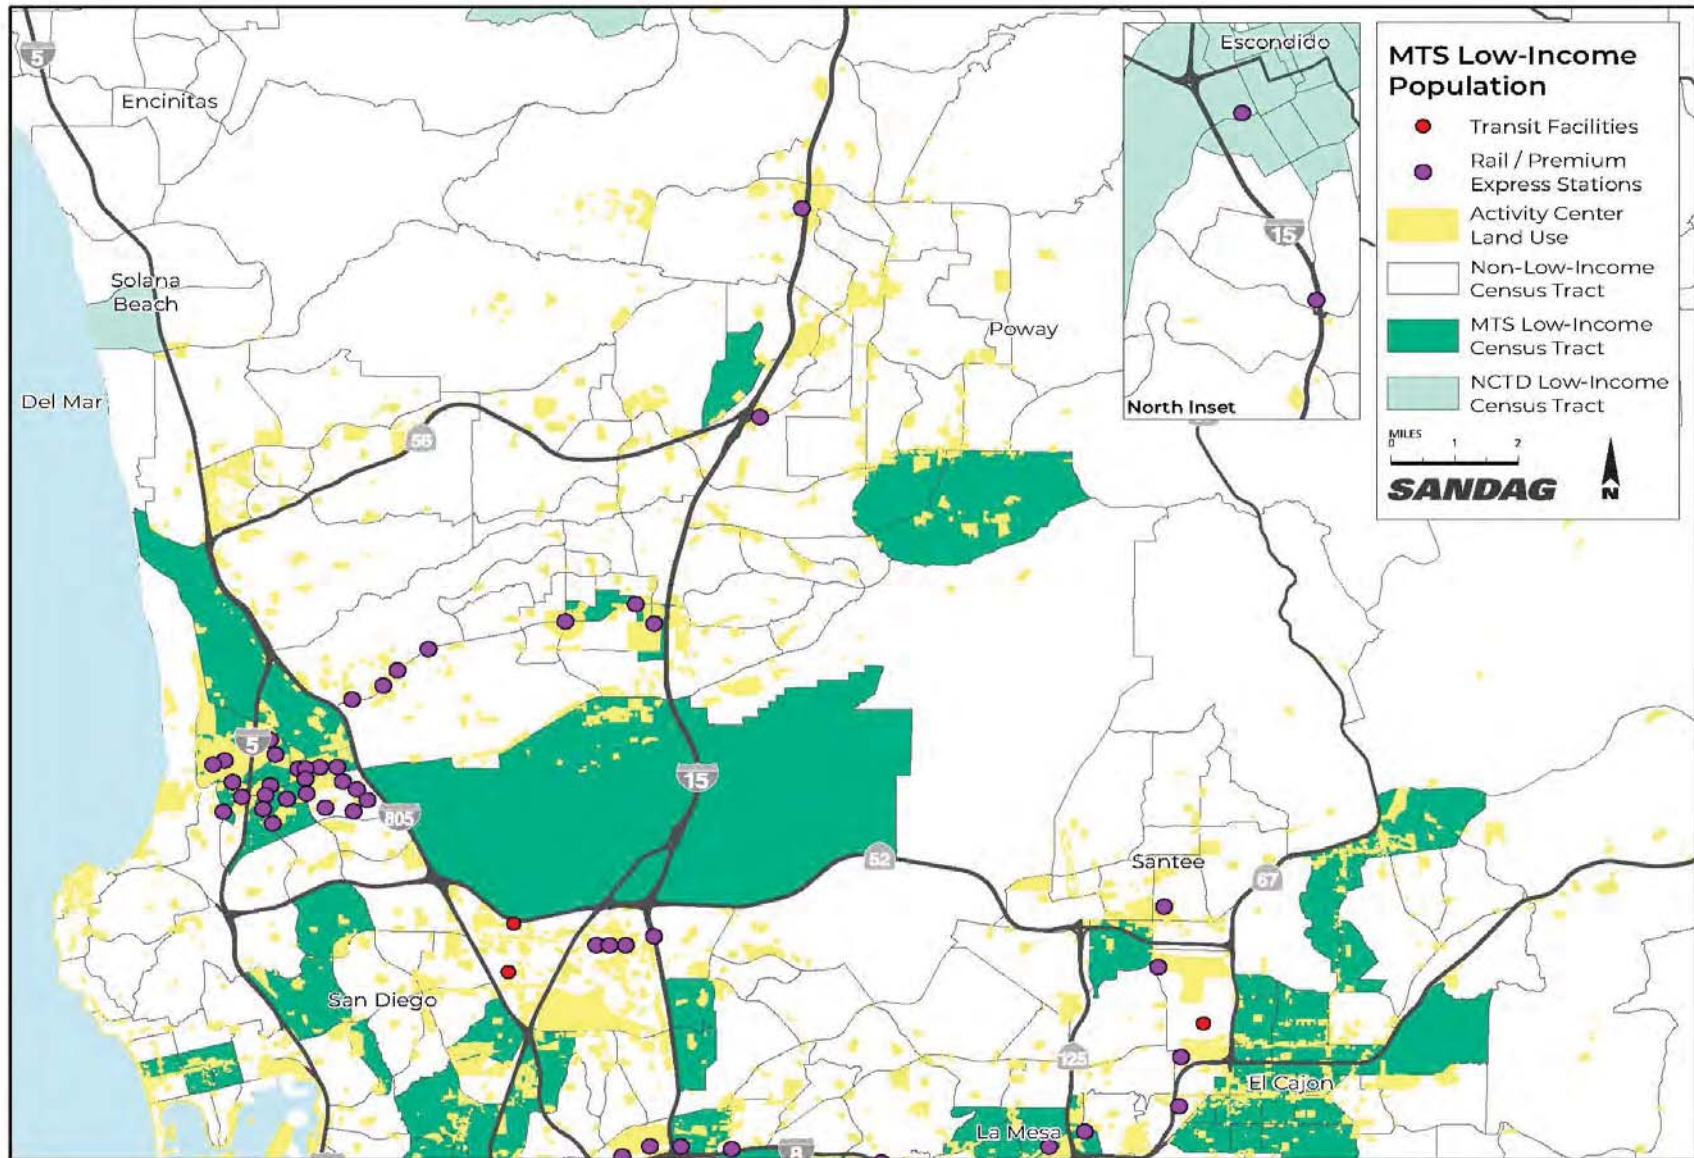 5
Encinitas
Solana
Beach
Del Mar
56
Poway
5
805
15
52
Santee
67
San Diego
125
El Cajon
La Mesa
8
Escondido
15
North Inset
MTS Low-Income
Population
Transit Facilities
Rail / Premium
Express Stations
Activity Center
Land Use
Non-Low-Income
Census Tract
MTS Low-Income
Census Tract
NCTD Low-Income
Census Tract
MILES
0 1 2
SANDAG
N